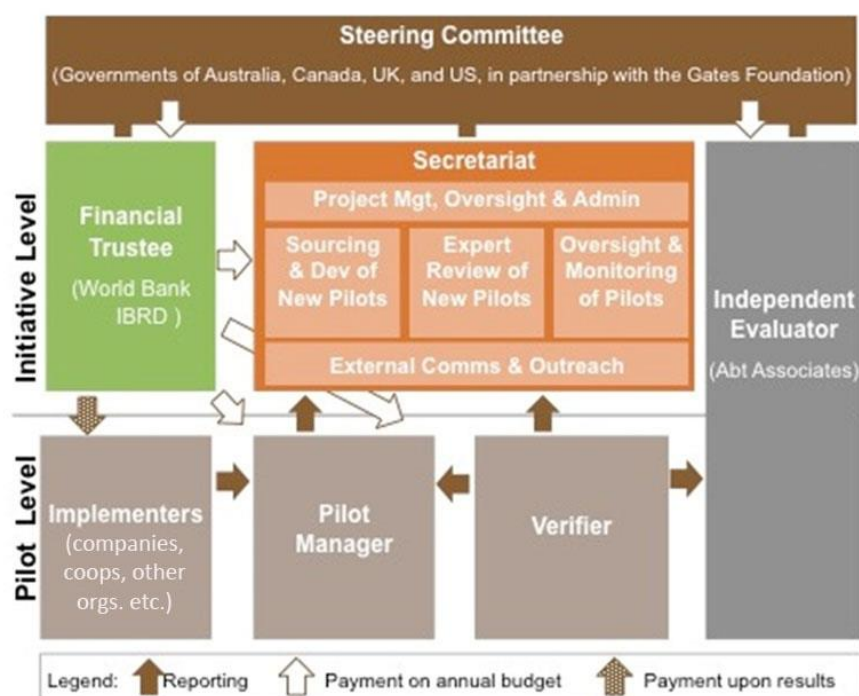 Steering Committee
(Governments of Australia, Canada, UK, and US, in partnership with the Gates Foundation)
Initiative Level
Financial
Trustee
(World Bank
IBRD )
Secretariat
Project Mgt, Oversight & Admin
Sourcing
& Dev of
New Pilots
Expert
Review of
New Pilots
Oversight &
Monitoring
of Pilots
External Comms & Outreach
Independent
Evaluator
(Abt Associates)
Pilot Level
Implementers
(companies,
coops, other
orgs. etc.)
Pilot
Manager
Verifier
Legend: Reporting Payment on annual budget Payment upon results